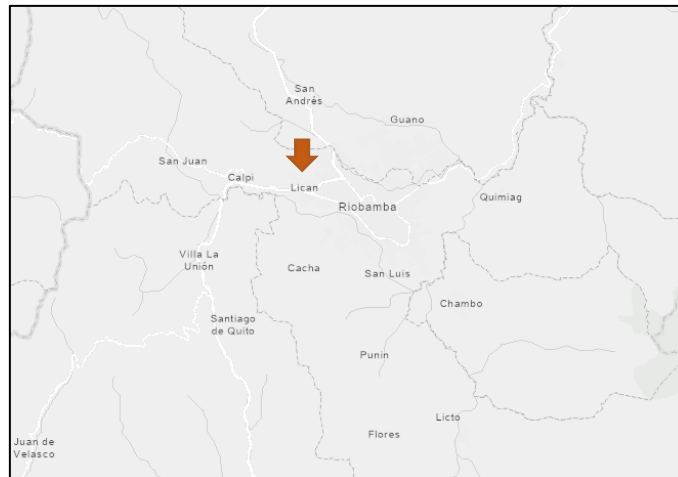 San
Andrés
Guano
San Juan
Calpi
Lican
Quimiag
Riobamba
Villa La
Unión
Cacha
San Luis
Chambo
Santiago
de Quito
Punin
Licto
Flores
Juan de
Velasco